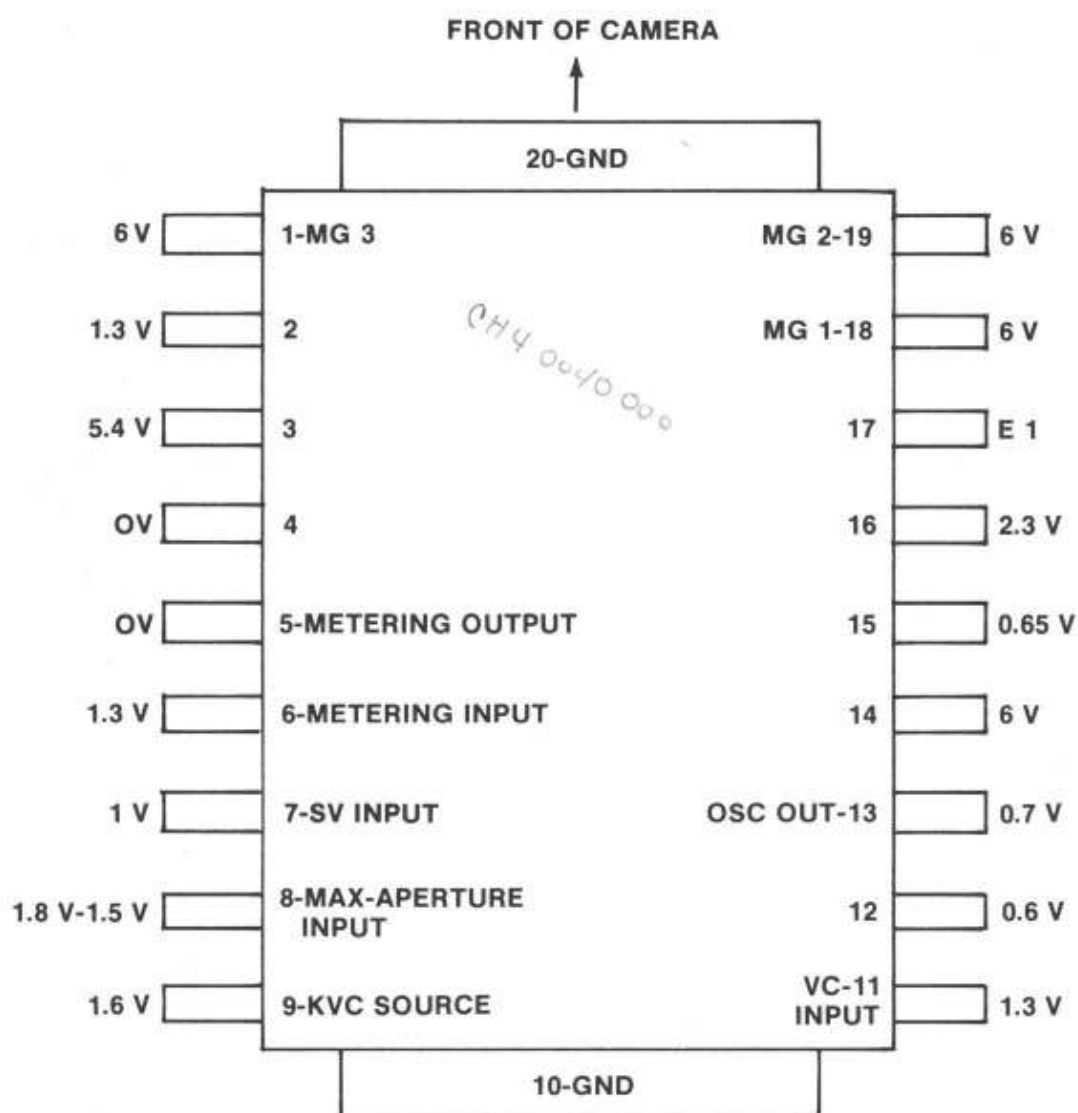 FRONT OF CAMERA
20-GND
6 V 1-MG 3 MG 2-19 6 V
1.3 V 2 MG 1-18 6 V
5.4 V 3 17 E 1
OV 4 16 2.3 V
OV 5-METERING OUTPUT 15 0.65 V
1.3 V 6-METERING INPUT 14 6 V
1 V 7-SV INPUT OSC OUT-13 0.7 V
1.8 V-1.5 V 8-MAX-APERTURE INPUT 12 0.6 V
1.6 V 9-KVC SOURCE VC-11 INPUT 1.3 V
10-GND